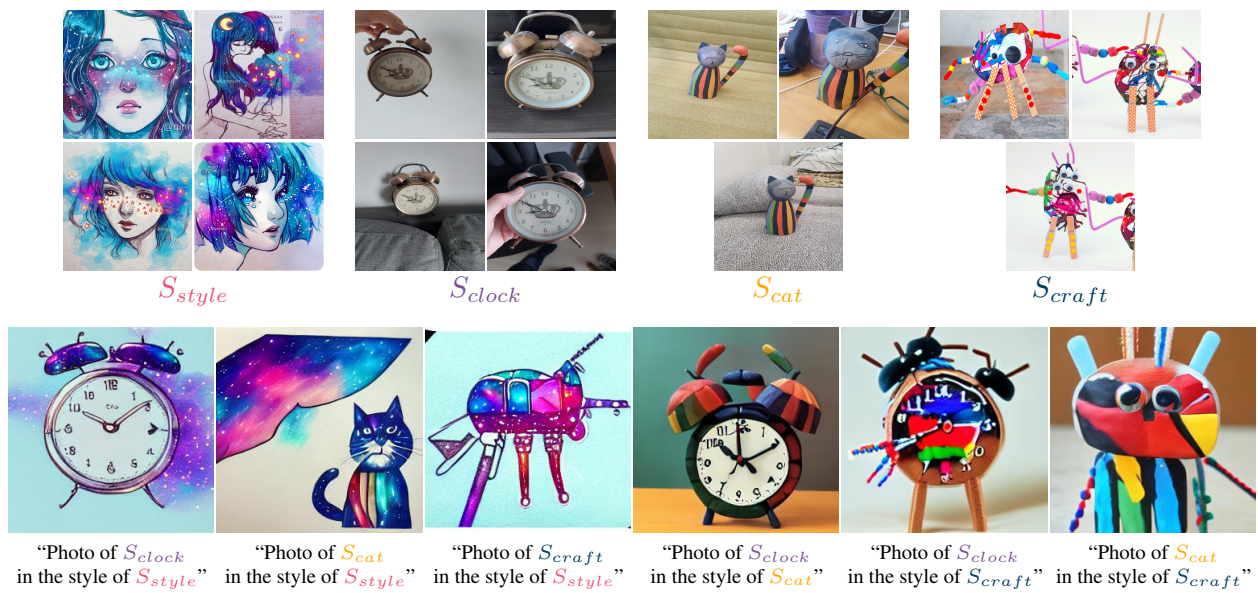 S_style
S_clock
S_cat
S_craft
“Photo of S_clock
in the style of S_style”
“Photo of S_cat
in the style of S_style”
“Photo of S_craft
in the style of S_style”
“Photo of S_clock
in the style of S_cat”
“Photo of S_clock
in the style of S_craft”
“Photo of S_cat
in the style of S_craft”